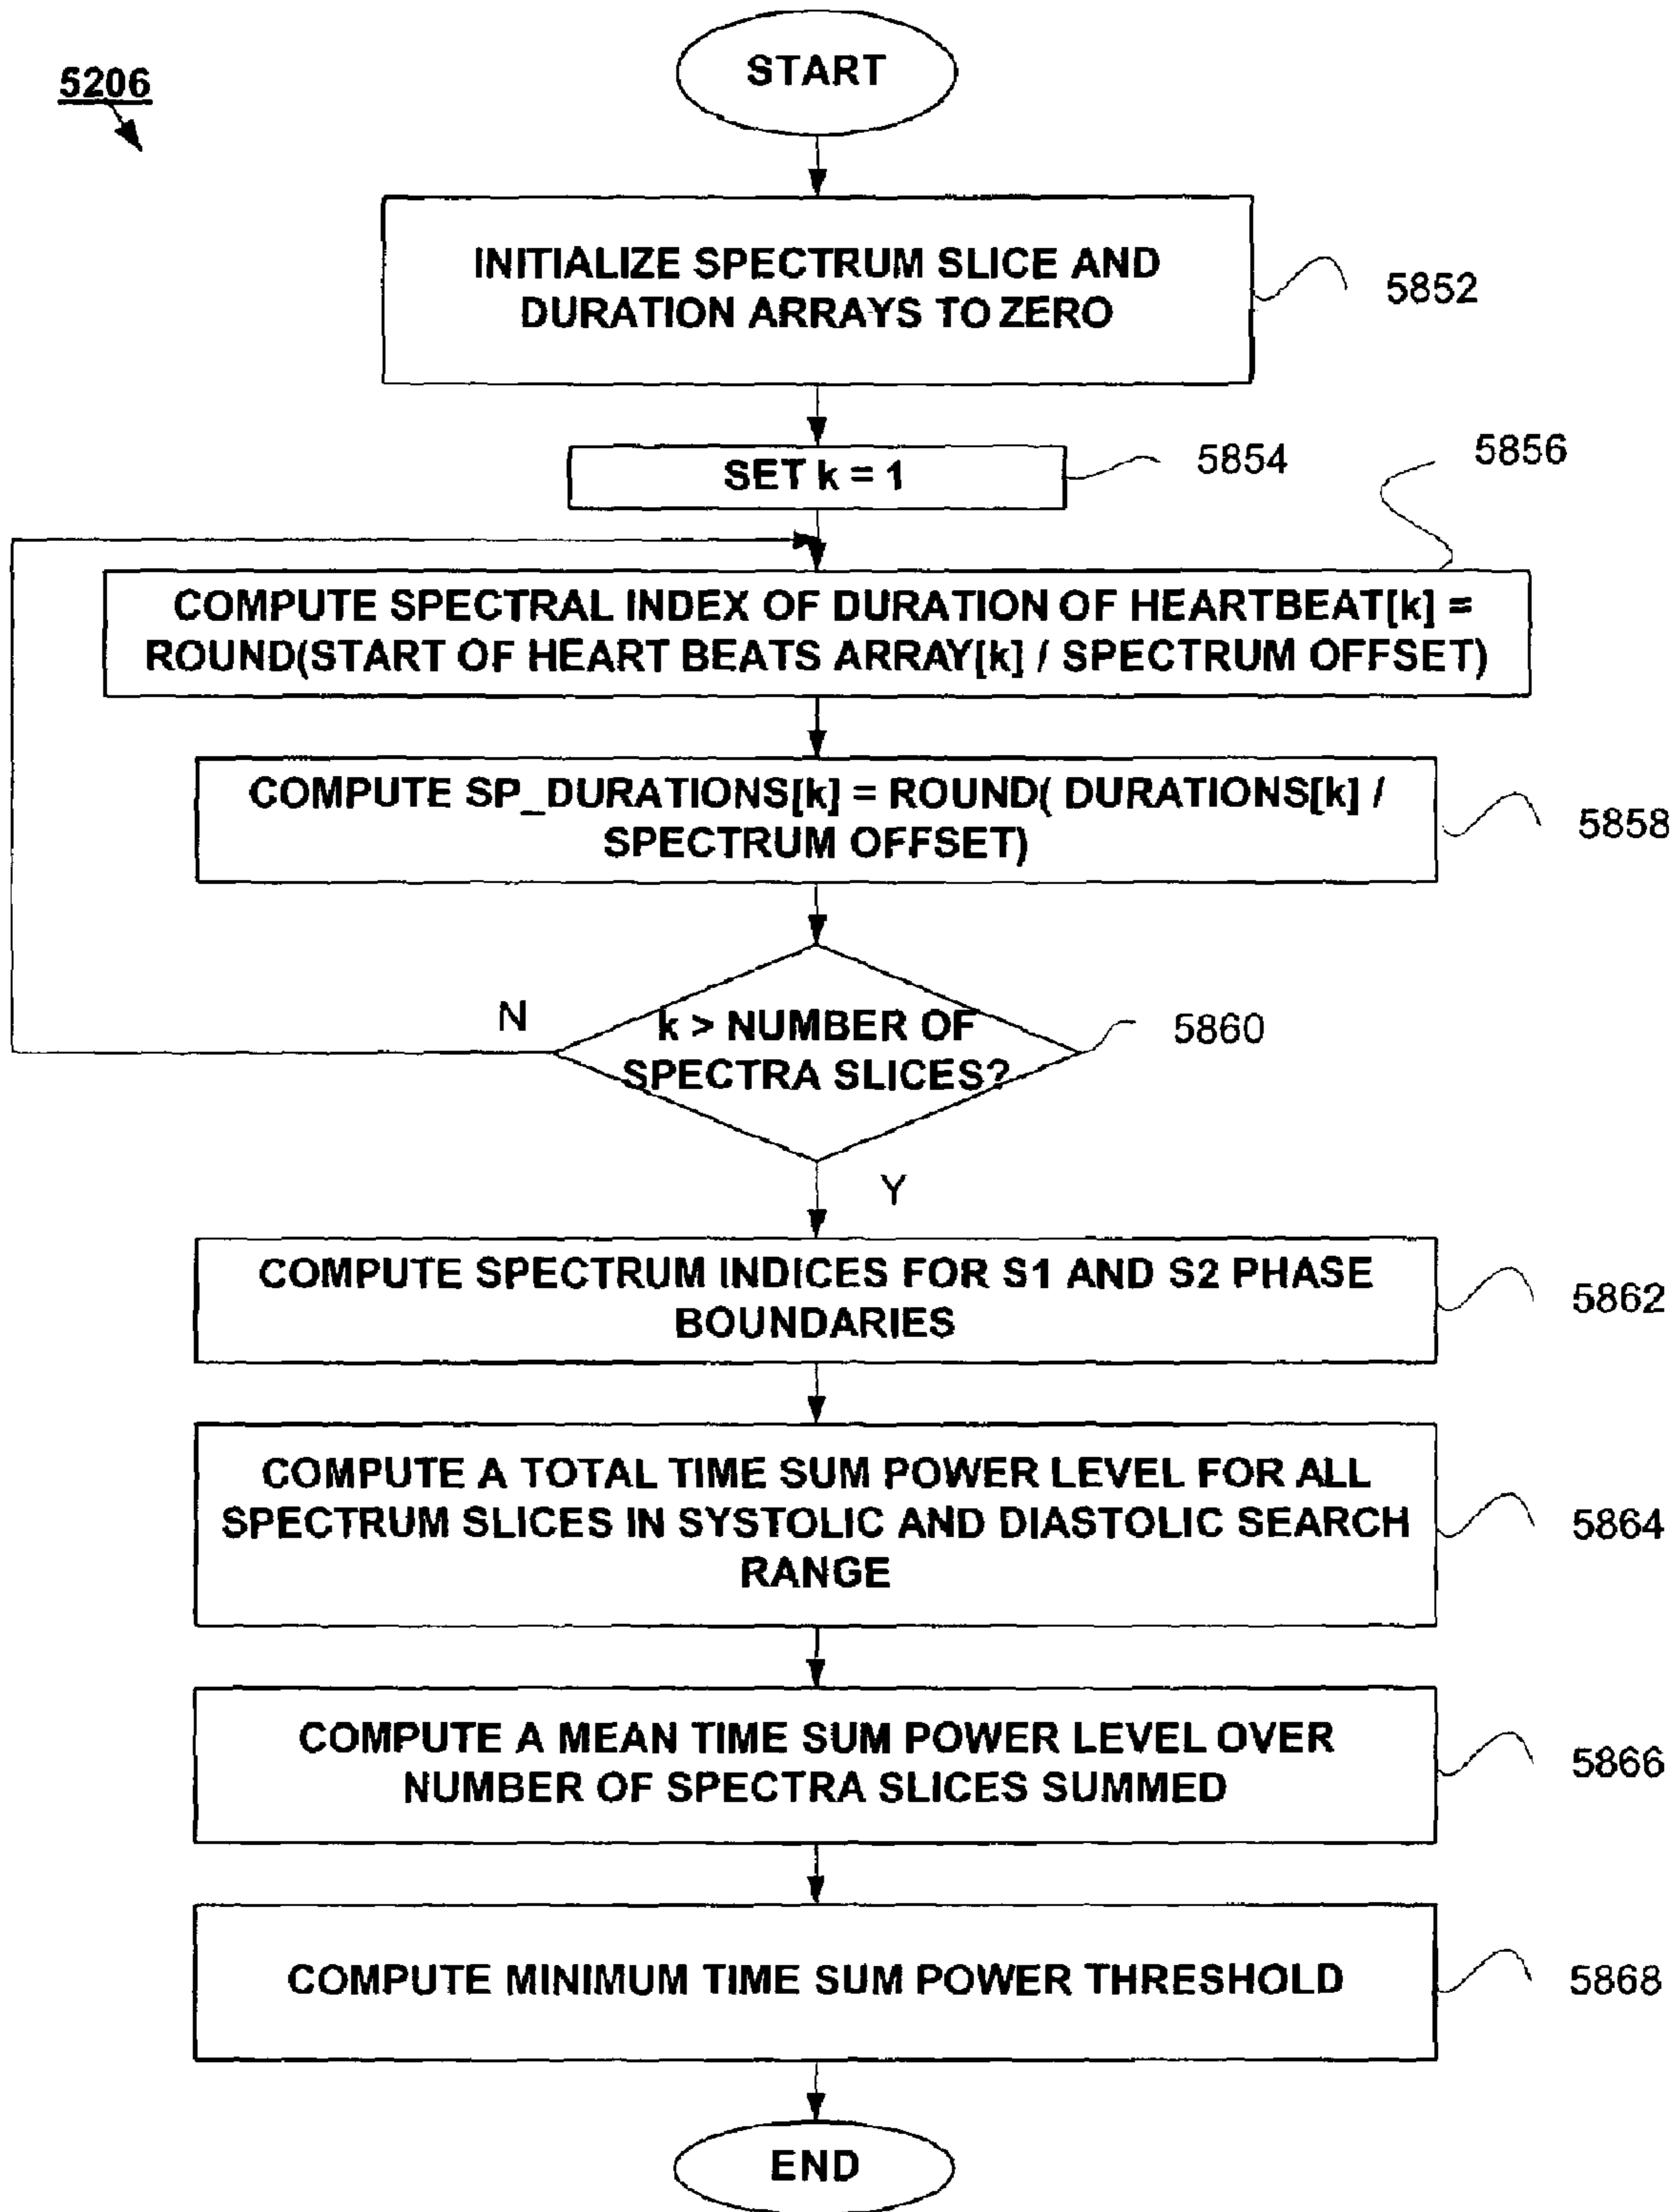 START
5206
INITIALIZE SPECTRUM SLICE AND
DURATION ARRAYS TO ZERO
5852
SET k = 1
5854
5856
COMPUTE SPECTRAL INDEX OF DURATION OF HEARTBEAT[k] =
ROUND(START OF HEART BEATS ARRAY[k] / SPECTRUM OFFSET)
COMPUTE SP_DURATIONS[k] = ROUND( DURATIONS[k] /
SPECTRUM OFFSET)
5858
N
k > NUMBER OF
SPECTRA SLICES?
5860
Y
COMPUTE SPECTRUM INDICES FOR S1 AND S2 PHASE
BOUNDARIES
5862
COMPUTE A TOTAL TIME SUM POWER LEVEL FOR ALL
SPECTRUM SLICES IN SYSTOLIC AND DIASTOLIC SEARCH
RANGE
5864
COMPUTE A MEAN TIME SUM POWER LEVEL OVER
NUMBER OF SPECTRA SLICES SUMMED
5866
COMPUTE MINIMUM TIME SUM POWER THRESHOLD
5868
END